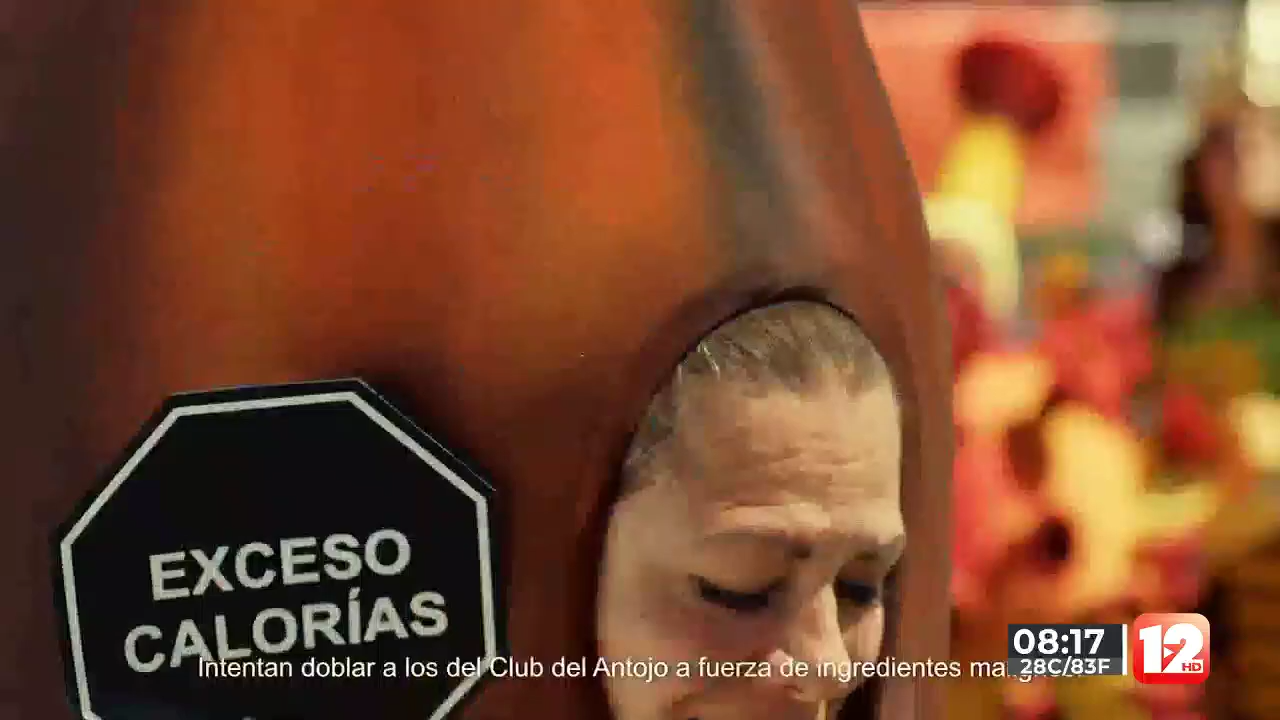 EXCESO
CALORÍAS
Intentan doblar a los del Club del Antojo a fuerza de ingredientes
08:17
28C/83F
12
HD